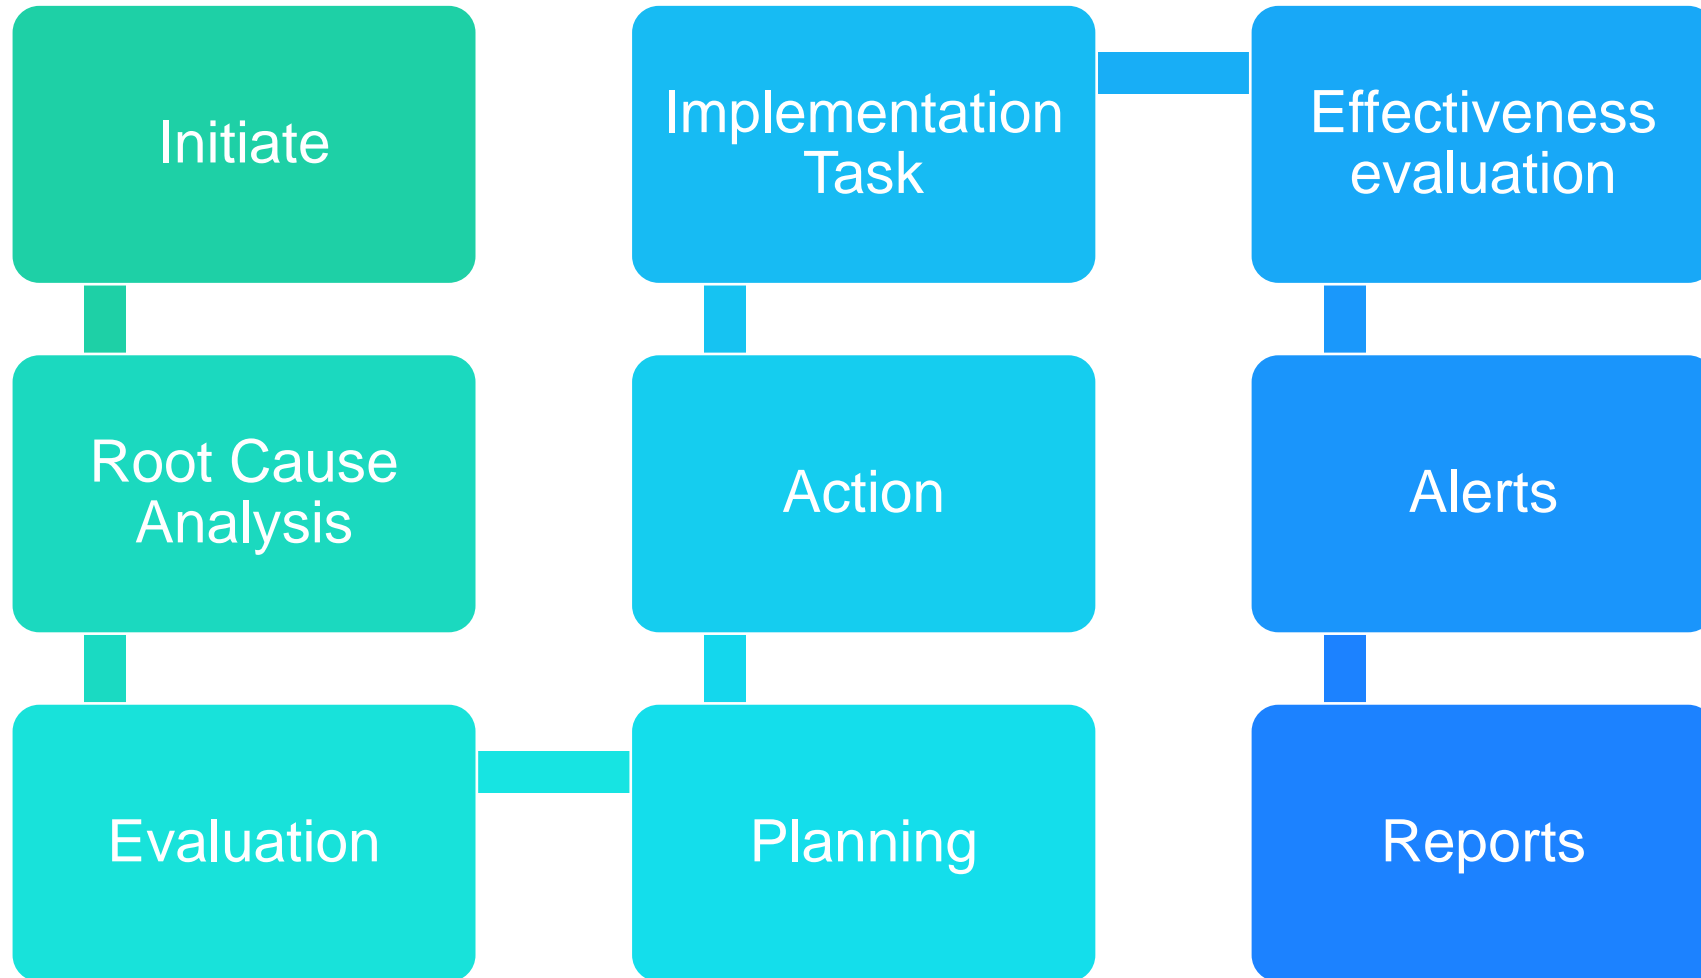 Initiate
Root Cause
Analysis
Evaluation
Planning
Action
Implementation
Task
Effectiveness
evaluation
Alerts
Reports